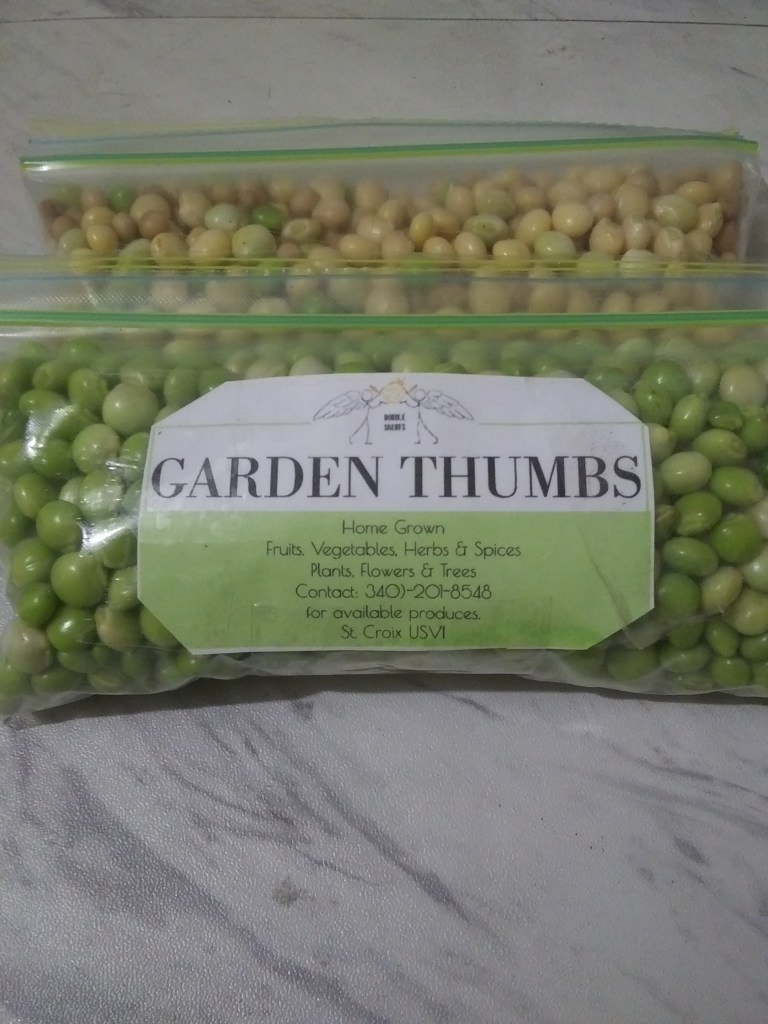 GARDEN THUMBS
Home Grown
Fruits, Vegetables, Herbs & Spices
Plants, Flowers & Trees
Contact: 340)-201-8548
for available produces.
St. Croix USVI